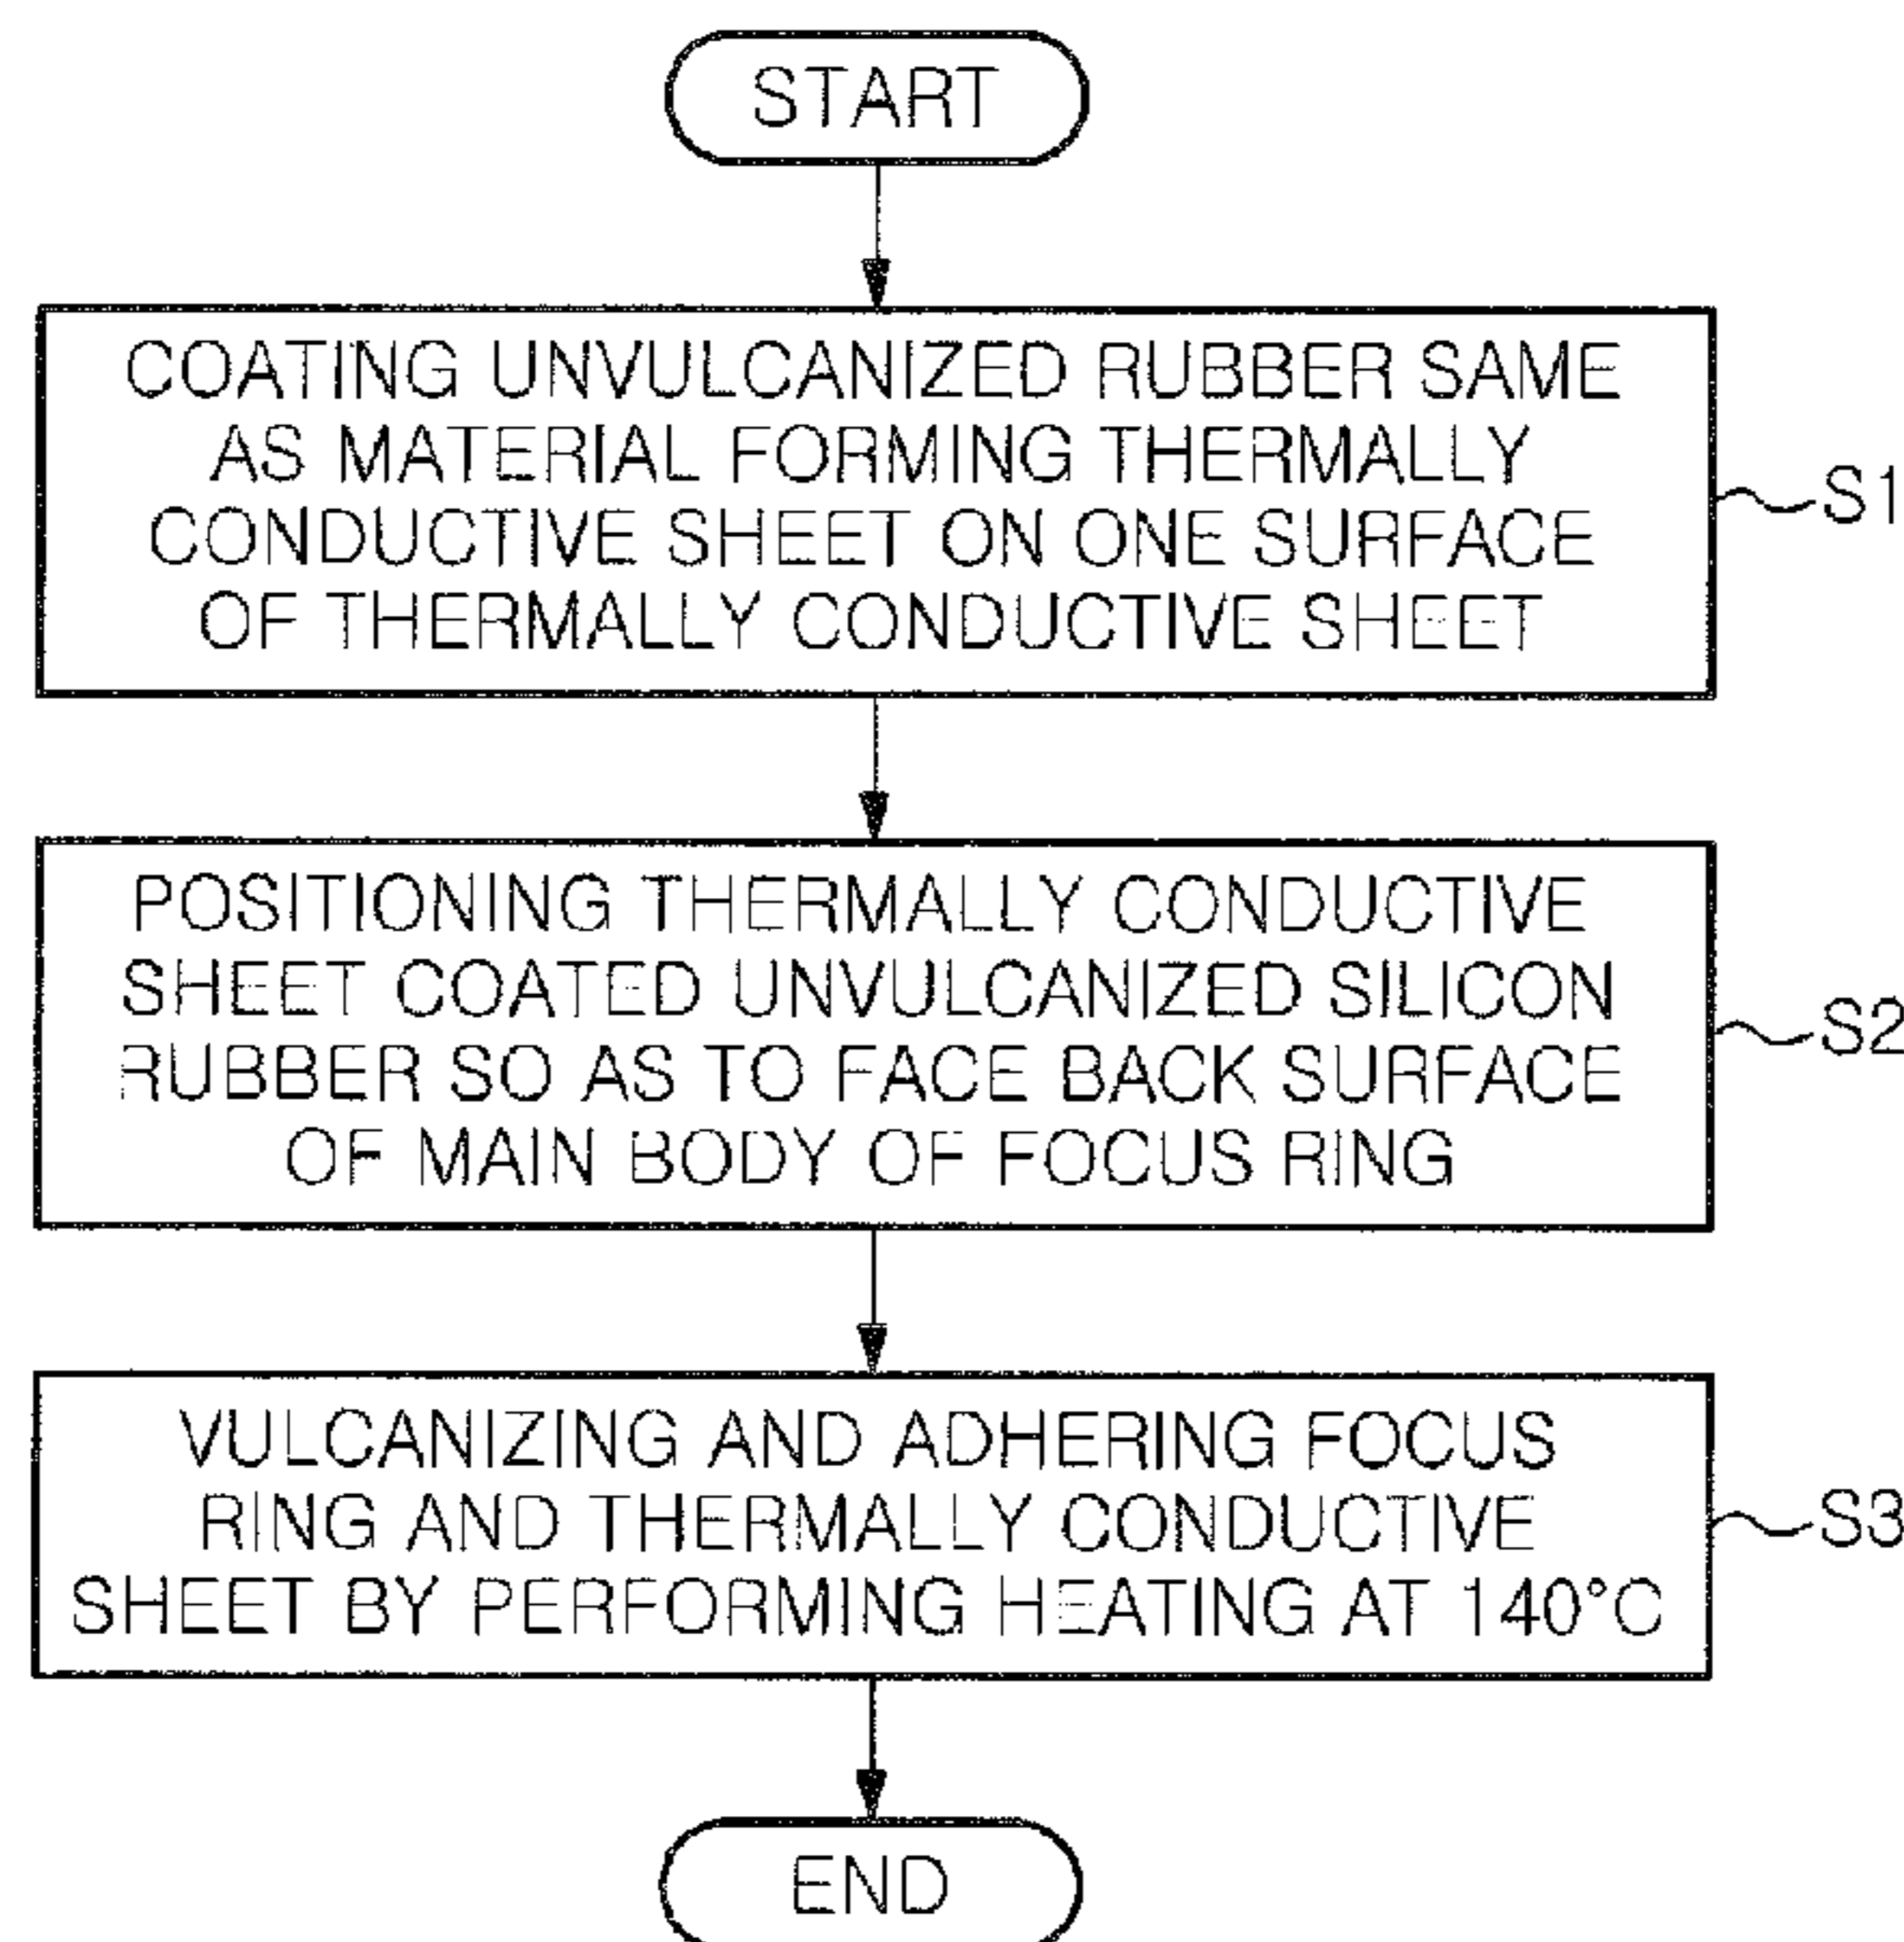 START
COATING UNVULCANIZED RUBBER SAME
AS MATERIAL FORMING THERMALLY
CONDUCTIVE SHEET ON ONE SURFACE
OF THERMALLY CONDUCTIVE SHEET
S1
POSITIONING THERMALLY CONDUCTIVE
SHEET COATED UNVULCANIZED SILICON
RUBBER SO AS TO FACE BACK SURFACE
OF MAIN BODY OF FOCUS RING
S2
VULCANIZING AND ADHERING FOCUS
RING AND THERMALLY CONDUCTIVE
SHEET BY PERFORMING HEATING AT 140°C
S3
END